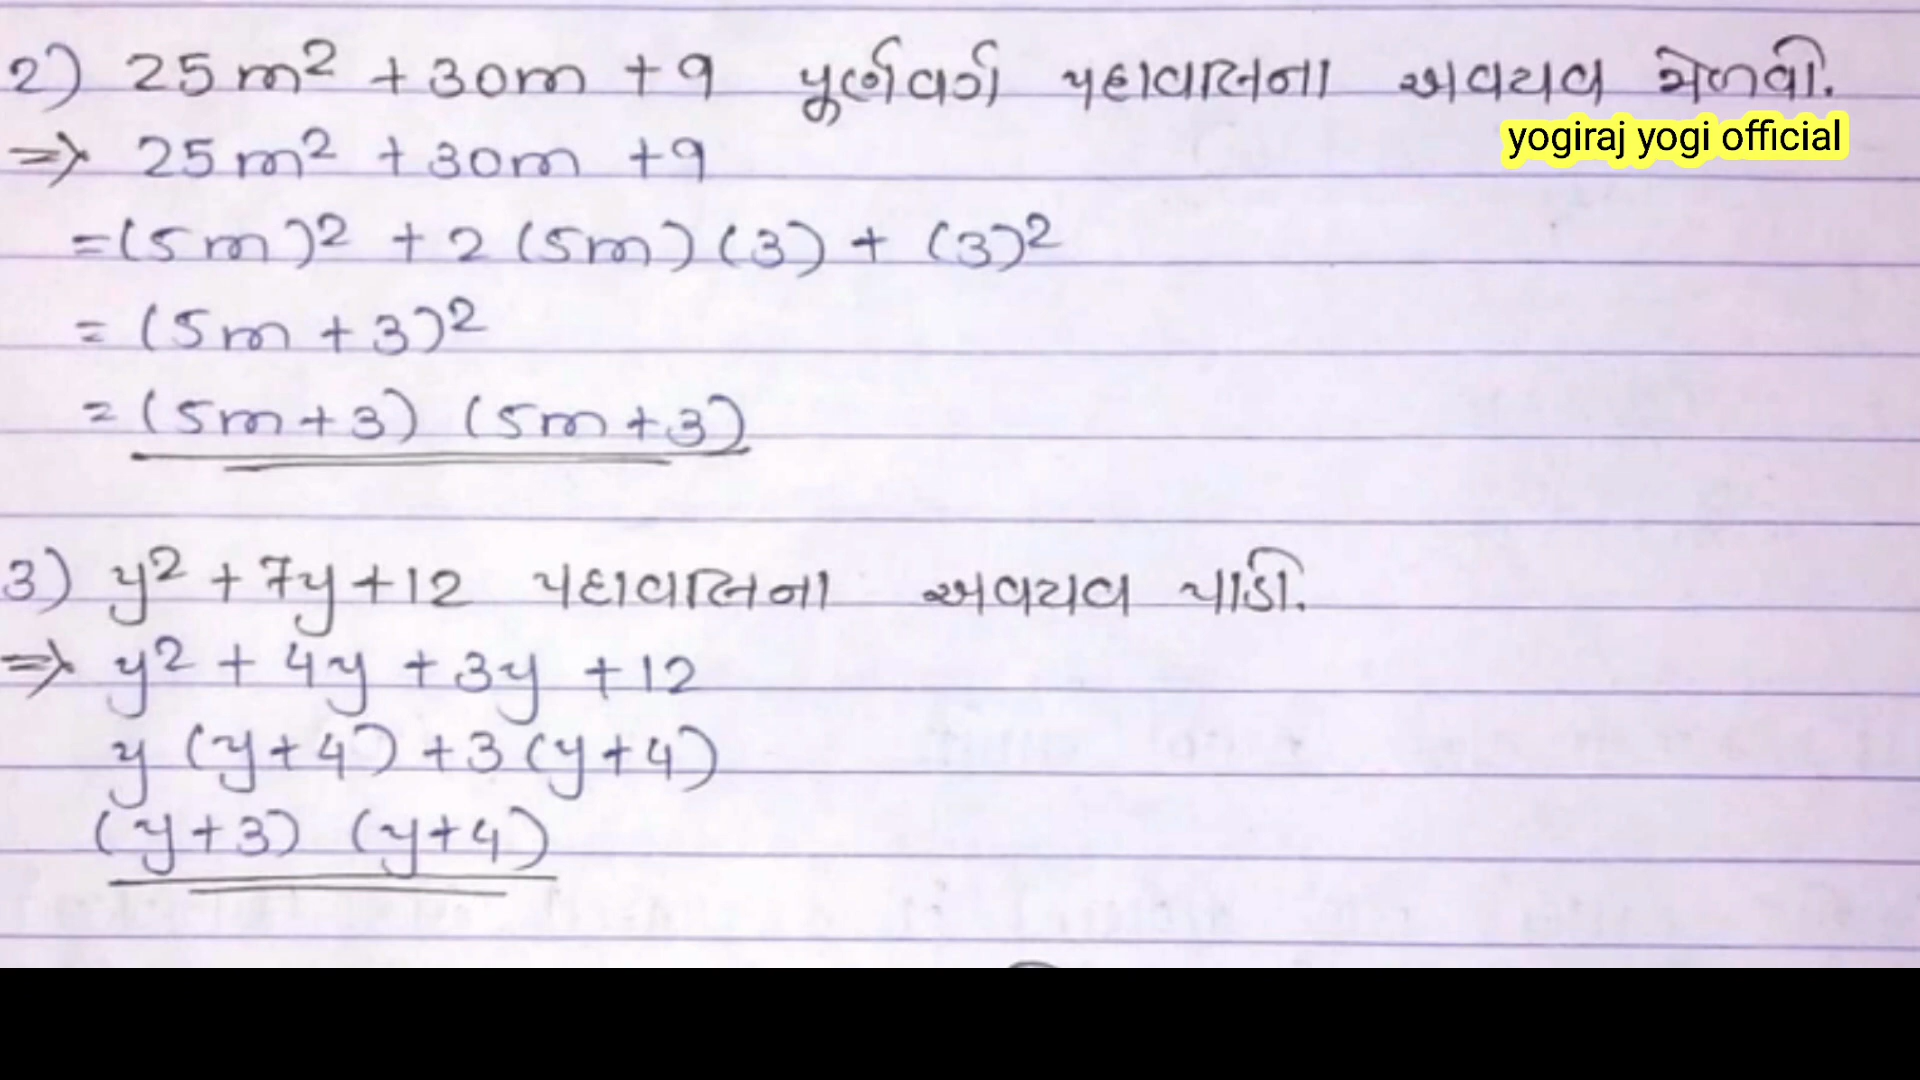 2) 25m² + 30m + 9 પૂર્ણવર્ગ પદાવલિના અવયવ મેળવો.
yogiraj yogi official
⇒ 25m² + 30m + 9
= (5m)² + 2 (5m) (3) + (3)²
= (5m + 3)²
= (5m + 3) (5m + 3)
3) y² + 7y + 12 પદાવલિના અવયવ પાડો.
⇒ y² + 4y + 3y + 12
y (y + 4) + 3 (y + 4)
(y + 3) (y + 4)